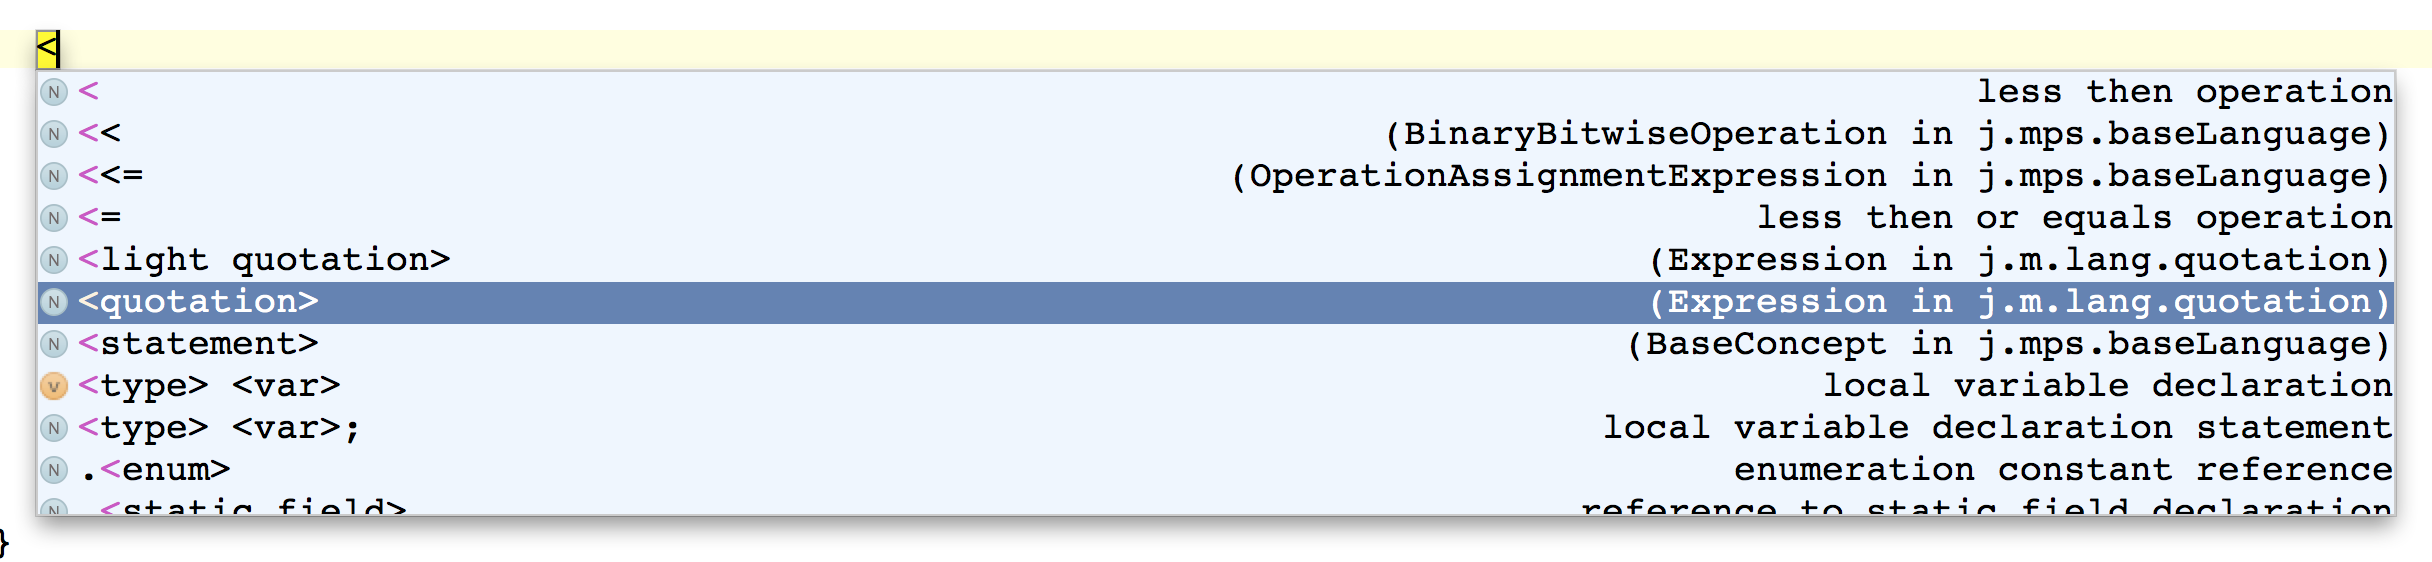 <
N < less then operation
N << (BinaryBitwiseOperation in j.mps.baseLanguage)
N <<= (OperationAssignmentExpression in j.mps.baseLanguage)
N <= less then or equals operation
N <light quotation> (Expression in j.m.lang.quotation)
N <quotation> (Expression in j.m.lang.quotation)
N <statement> (BaseConcept in j.mps.baseLanguage)
v <type> <var> local variable declaration
N <type> <var>; local variable declaration statement
N .<enum> enumeration constant reference
N <static field> reference to static field declaration
}